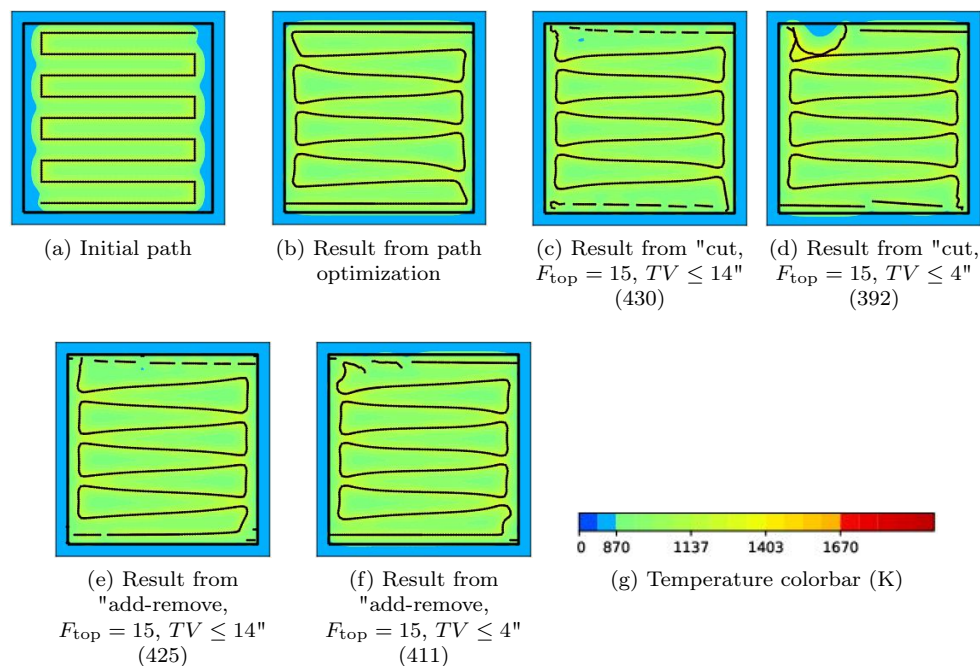 (a) Initial path
(b) Result from path
optimization
(c) Result from "cut,
F_top = 15, TV ≤ 14"
(430)
(d) Result from "cut,
F_top = 15, TV ≤ 4"
(392)
(e) Result from
"add-remove,
F_top = 15, TV ≤ 14"
(425)
(f) Result from
"add-remove,
F_top = 15, TV ≤ 4"
(411)
0 870 1137 1403 1670
(g) Temperature colorbar (K)